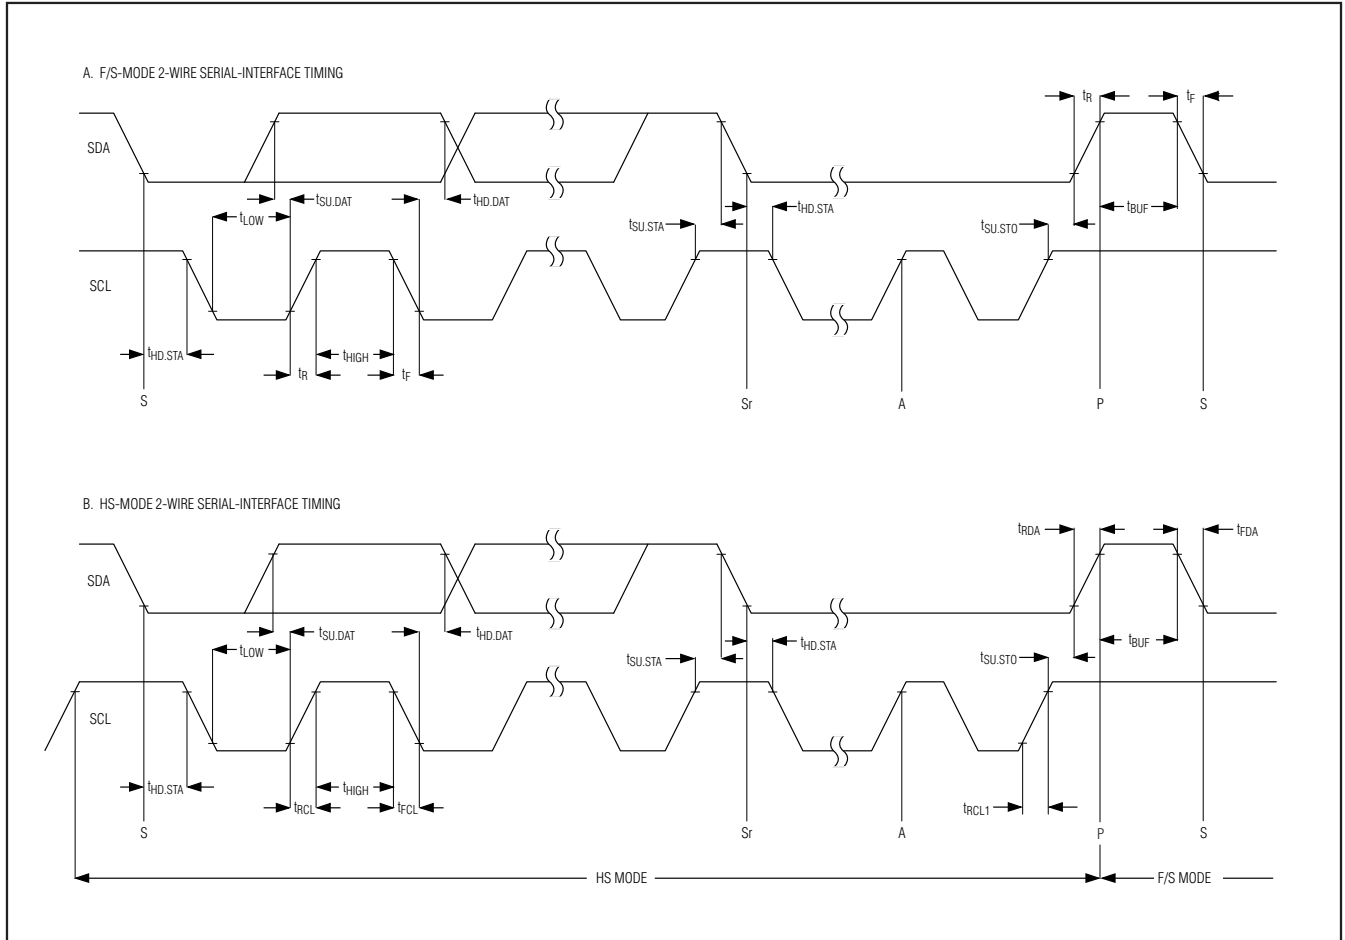 A. F/S-MODE 2-WIRE SERIAL-INTERFACE TIMING
tR
tF
SDA
tSU.DAT
tHD.DAT
tHD.STA
tLOW
tBUF
tSU.STA
tSU.STO
SCL
tHD.STA
tHIGH
tR
tF
S
Sr
A
P
S
B. HS-MODE 2-WIRE SERIAL-INTERFACE TIMING
tRDA
tFDA
SDA
tSU.DAT
tHD.DAT
tHD.STA
tBUF
tLOW
tSU.STA
tSU.STO
SCL
tHD.STA
tHIGH
tRCL
tFCL
tRCL1
S
Sr
A
P
S
HS MODE
F/S MODE